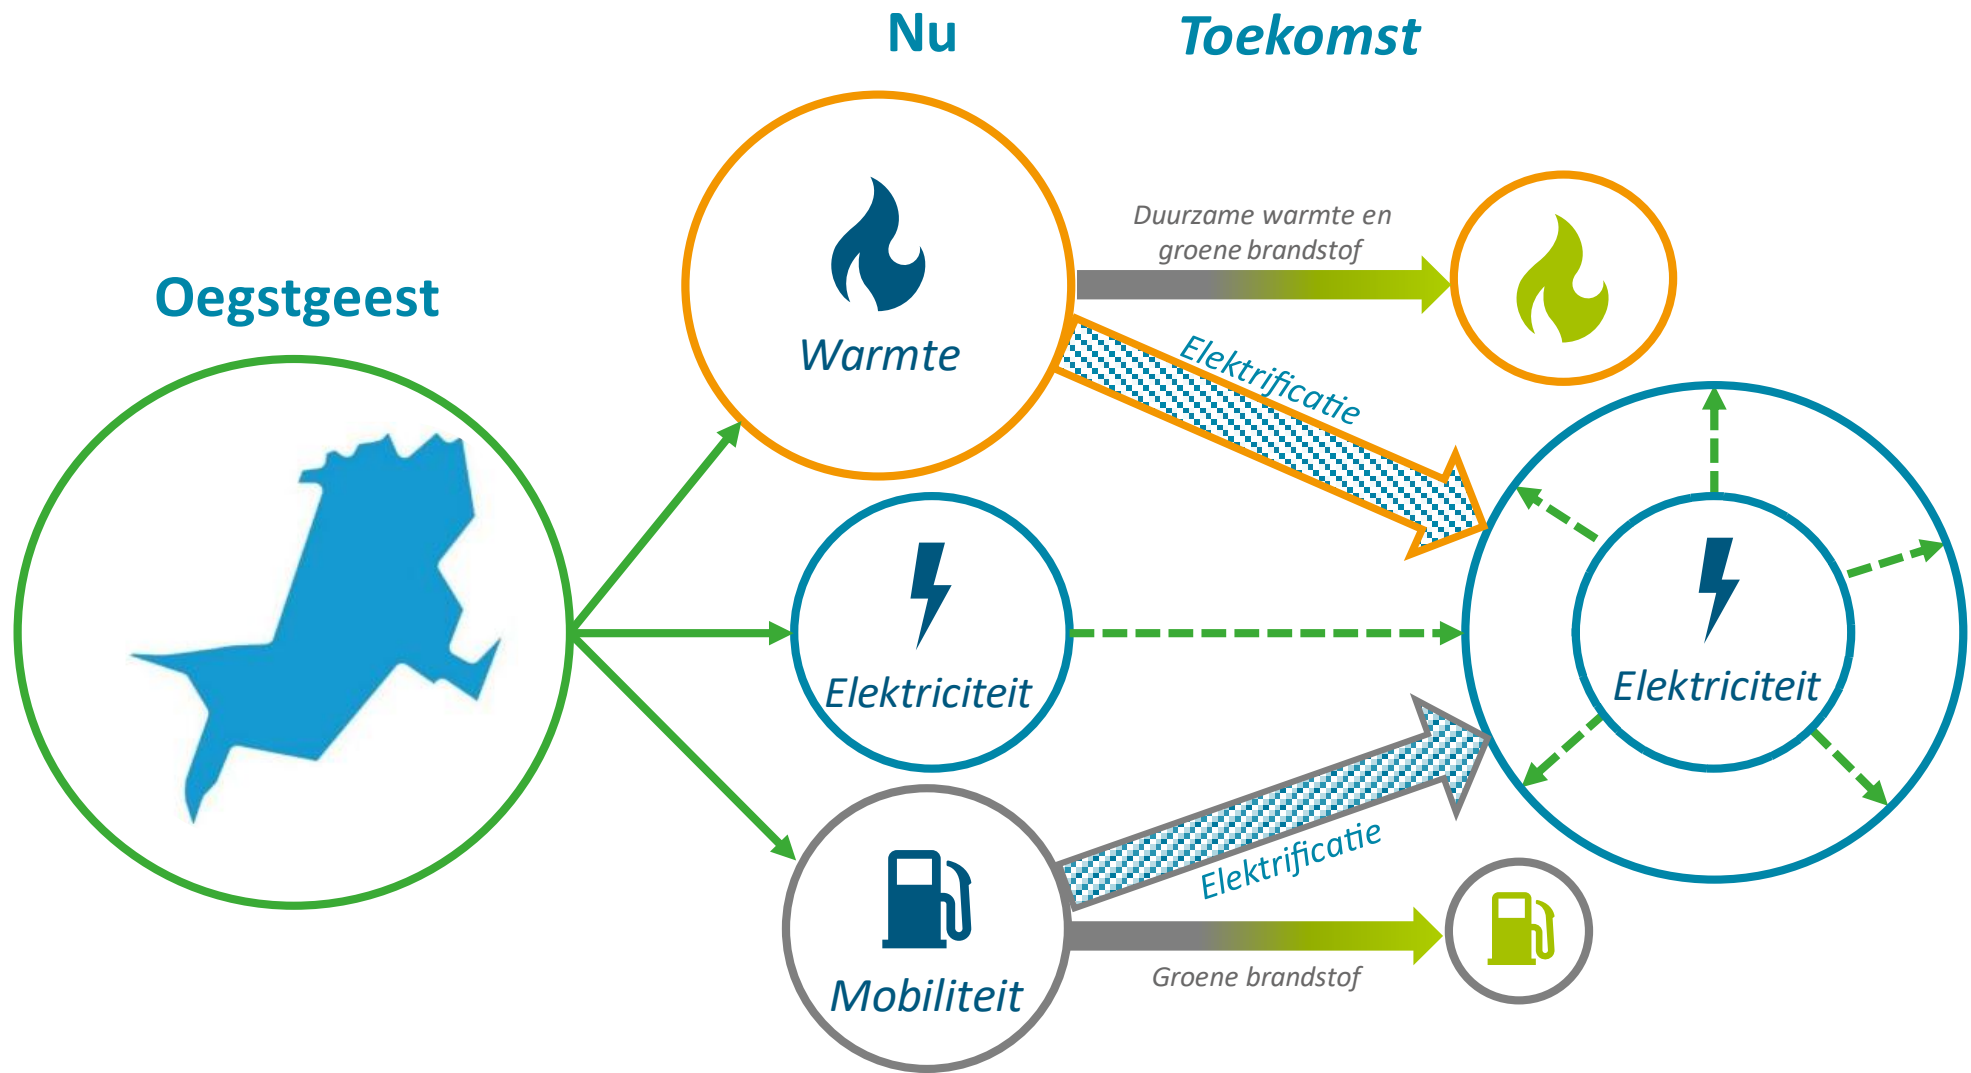 Nu
Toekomst
Oegstgeest
Duurzame warmte en
groene brandstof
Warmte
Elektrificatie
Elektriciteit
Elektriciteit
Elektrificatie
Mobiliteit
Groene brandstof